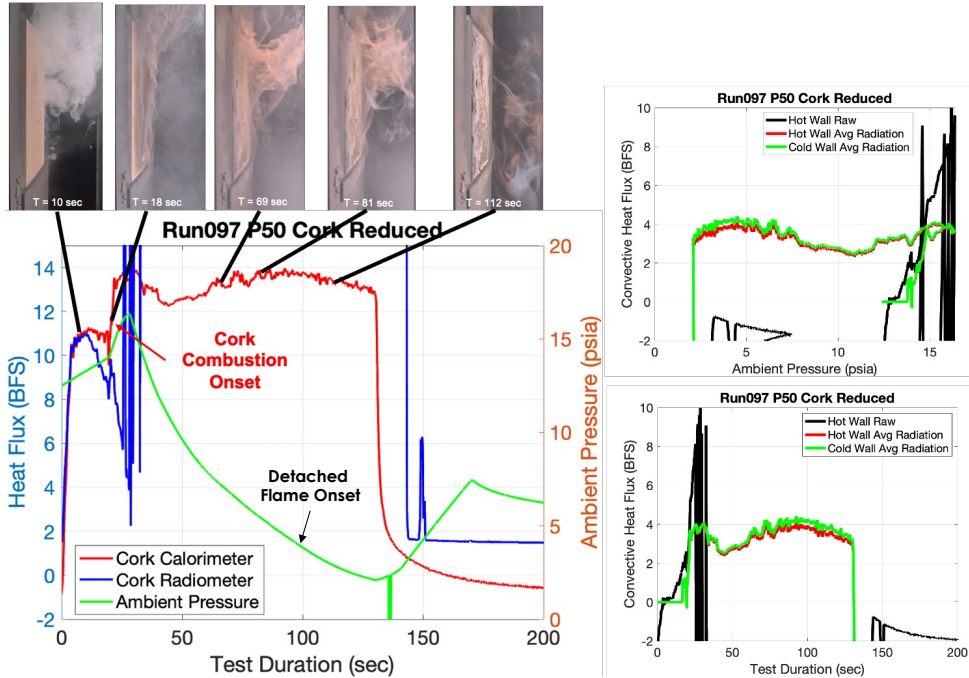 T = 10 sec
T = 18 sec
T = 69 sec
T = 81 sec
T = 112 sec
Run097 P50 Cork Reduced
Heat Flux (BFS)
14
12
10
8
6
4
2
0
-2
Cork
Combustion
Onset
Detached
Flame Onset
Cork Calorimeter
Cork Radiometer
Ambient Pressure
20
15
10
5
0
Ambient Pressure (psia)
0
50
100
150
200
Test Duration (sec)
Run097 P50 Cork Reduced
Convective Heat Flux (BFS)
10
8
6
4
2
0
-2
Hot Wall Raw
Hot Wall Avg Radiation
Cold Wall Avg Radiation
0
5
10
15
Ambient Pressure (psia)
Run097 P50 Cork Reduced
Convective Heat Flux (BFS)
10
8
6
4
2
0
-2
Hot Wall Raw
Hot Wall Avg Radiation
Cold Wall Avg Radiation
0
50
100
150
200
Test Duration (sec)